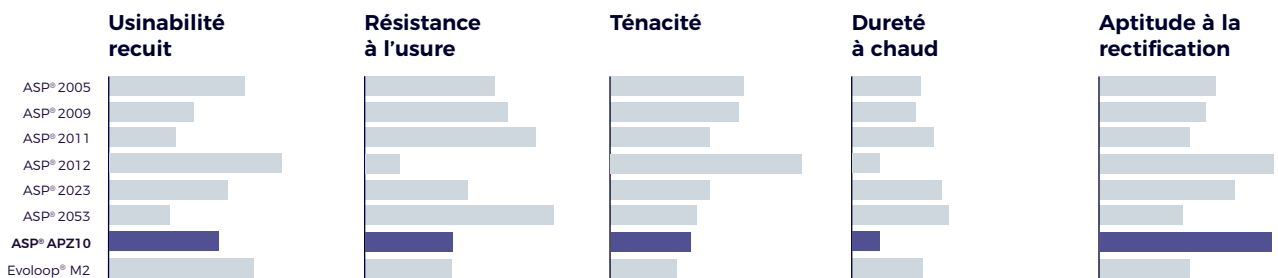 Usinabilité
recuit
Résistance
à l’usure
Ténacité
Dureté
à chaud
Aptitude à la
rectification
ASP® 2005
ASP® 2009
ASP® 2011
ASP® 2012
ASP® 2023
ASP® 2053
ASP® APZ10
Evoloop® M2